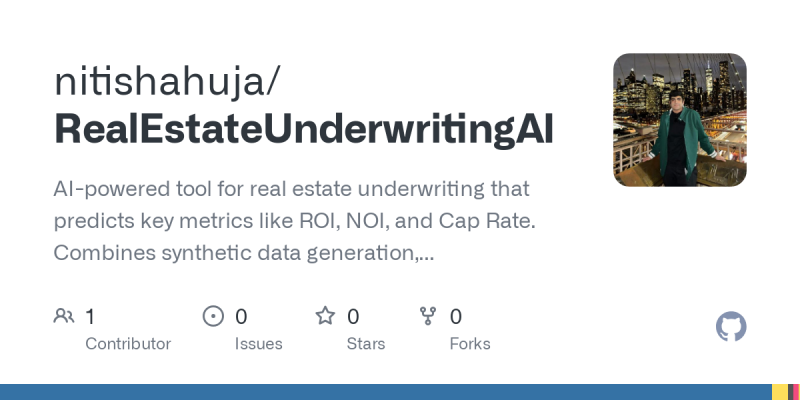 nitishahuja/
RealEstateUnderwritingAI
AI-powered tool for real estate underwriting that
predicts key metrics like ROI, NOI, and Cap Rate.
Combines synthetic data generation,...
1
Contributor
0
Issues
0
Stars
0
Forks